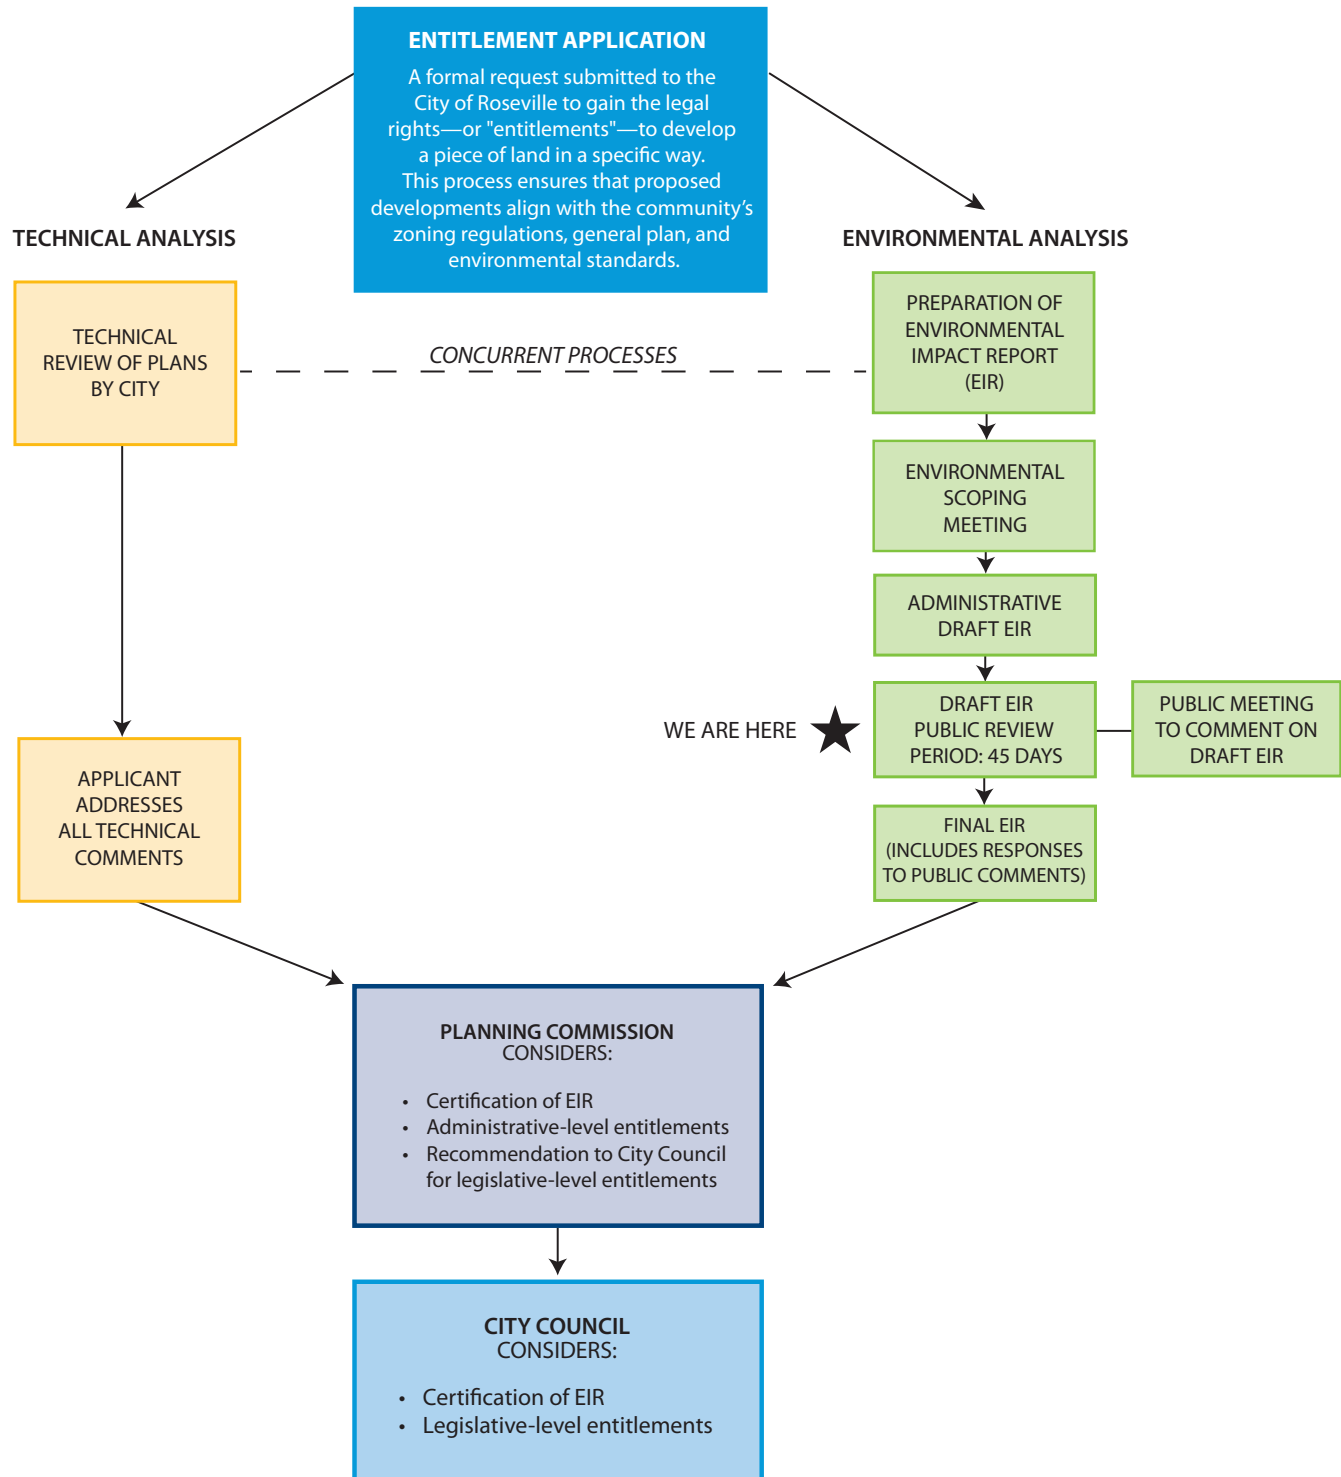 ENTITLEMENT APPLICATION
A formal request submitted to the
City of Roseville to gain the legal
rights—or "entitlements"—to develop
a piece of land in a specific way.
This process ensures that proposed
developments align with the community’s
zoning regulations, general plan, and
environmental standards.
TECHNICAL ANALYSIS
ENVIRONMENTAL ANALYSIS
TECHNICAL
REVIEW OF PLANS
BY CITY
CONCURRENT PROCESSES
PREPARATION OF
ENVIRONMENTAL
IMPACT REPORT
(EIR)
ENVIRONMENTAL
SCOPING
MEETING
ADMINISTRATIVE
DRAFT EIR
WE ARE HERE
DRAFT EIR
PUBLIC REVIEW
PERIOD: 45 DAYS
PUBLIC MEETING
TO COMMENT ON
DRAFT EIR
APPLICANT
ADDRESSES
ALL TECHNICAL
COMMENTS
FINAL EIR
(INCLUDES RESPONSES
TO PUBLIC COMMENTS)
PLANNING COMMISSION
CONSIDERS:
• Certification of EIR
• Administrative-level entitlements
• Recommendation to City Council
for legislative-level entitlements
CITY COUNCIL
CONSIDERS:
• Certification of EIR
• Legislative-level entitlements